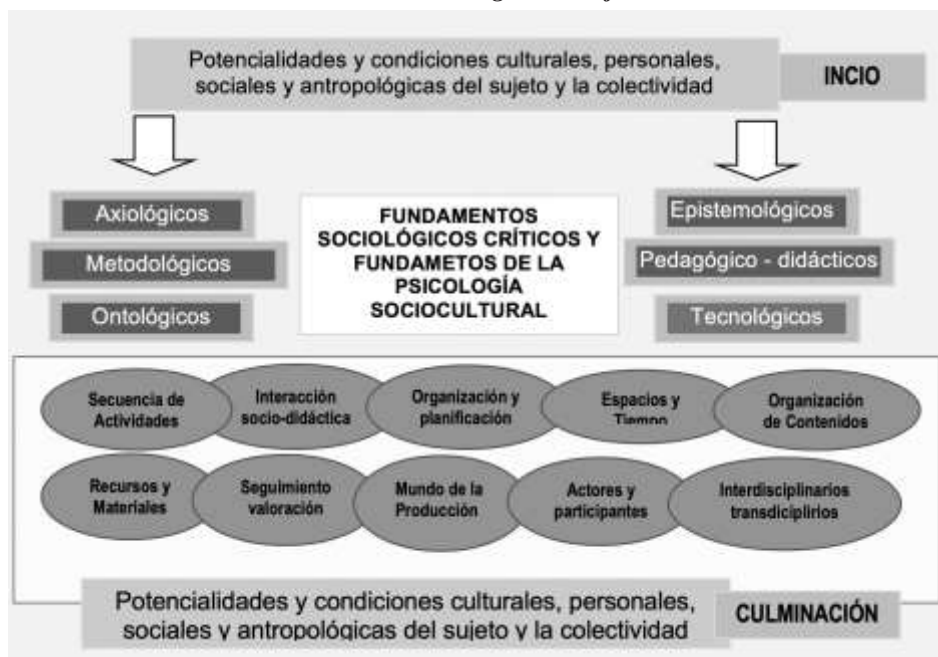 Potencialidades y condiciones culturales, personales,
sociales y antropológicas del sujeto y la colectividad
INCIO
Axiológicos
Metodológicos
Ontológicos
FUNDAMENTOS
SOCIOLÓGICOS CRÍTICOS Y
FUNDAMETOS DE LA
PSICOLOGÍA
SOCIOCULTURAL
Epistemológicos
Pedagógico - didácticos
Tecnológicos
Secuencia de
Actividades
Interacción
socio-didáctica
Organización y
planificación
Espacios y
Tiempo
Organización
de Contenidos
Recursos y
Materiales
Seguimiento
valoración
Mundo de la
Producción
Actores y
participantes
Interdisciplinarios
transdiciplirios
Potencialidades y condiciones culturales, personales,
sociales y antropológicas del sujeto y la colectividad
CULMINACIÓN